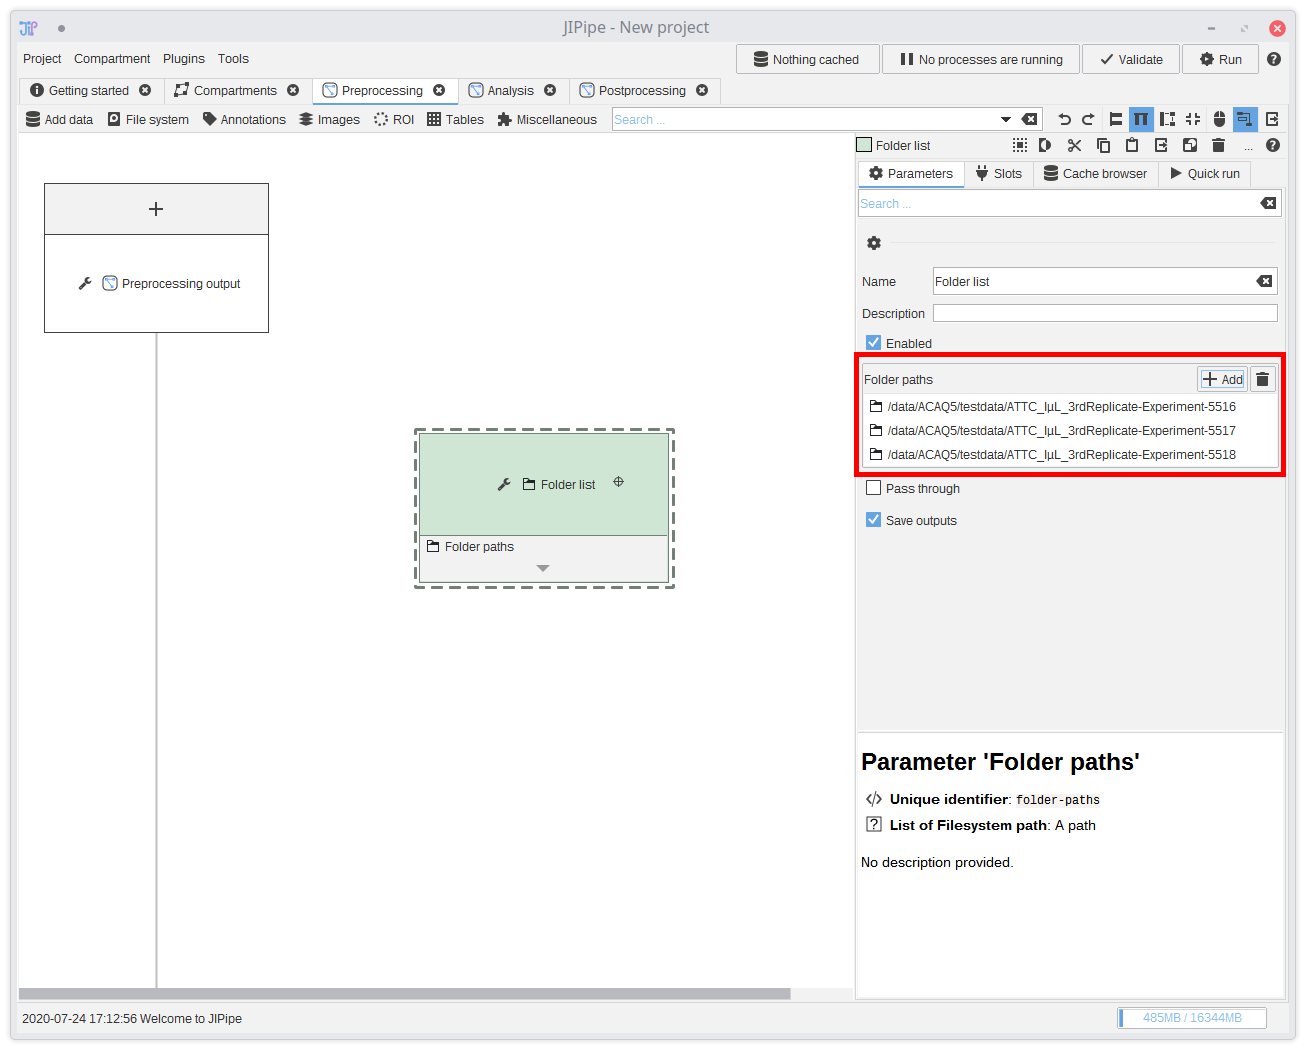 JIPipe - New project
Project Compartment Plugins Tools
Nothing cached No processes are running Validate Run
Getting started Compartments Preprocessing Analysis Postprocessing
Add data File system Annotations Images ROI Tables Miscellaneous Search ...
Folder list ...
Parameters Slots Cache browser Quick run
Search ...
Name Folder list
Description
Enabled
Folder paths Add
/data/ACAQ5/testdata/ATTC_IµL_3rdReplicate-Experiment-5516
/data/ACAQ5/testdata/ATTC_IµL_3rdReplicate-Experiment-5517
/data/ACAQ5/testdata/ATTC_IµL_3rdReplicate-Experiment-5518
Pass through
Save outputs
Preprocessing output
Folder list
Folder paths
Parameter 'Folder paths'
Unique identifier: folder-paths
List of Filesystem path: A path
No description provided.
2020-07-24 17:12:56 Welcome to JIPipe
485MB / 16344MB